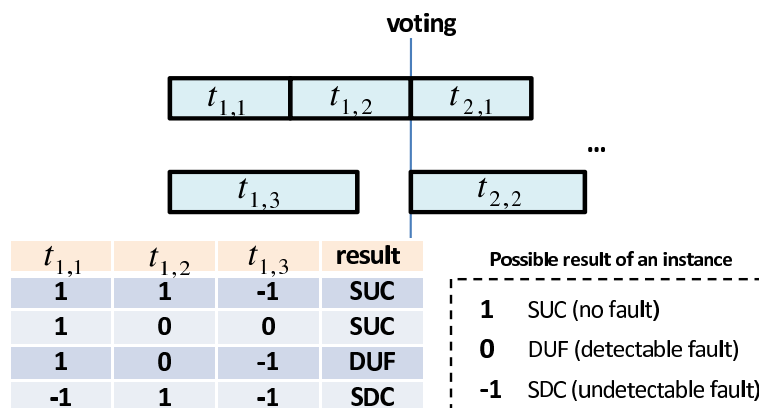 voting
t1,1 t1,2 t2,1
...
t1,3 t2,2
t1,1 t1,2 t1,3 result
1 1 -1 SUC
1 0 0 SUC
1 0 -1 DUF
-1 1 -1 SDC
Possible result of an instance
1 SUC (no fault)
0 DUF (detectable fault)
-1 SDC (undetectable fault)